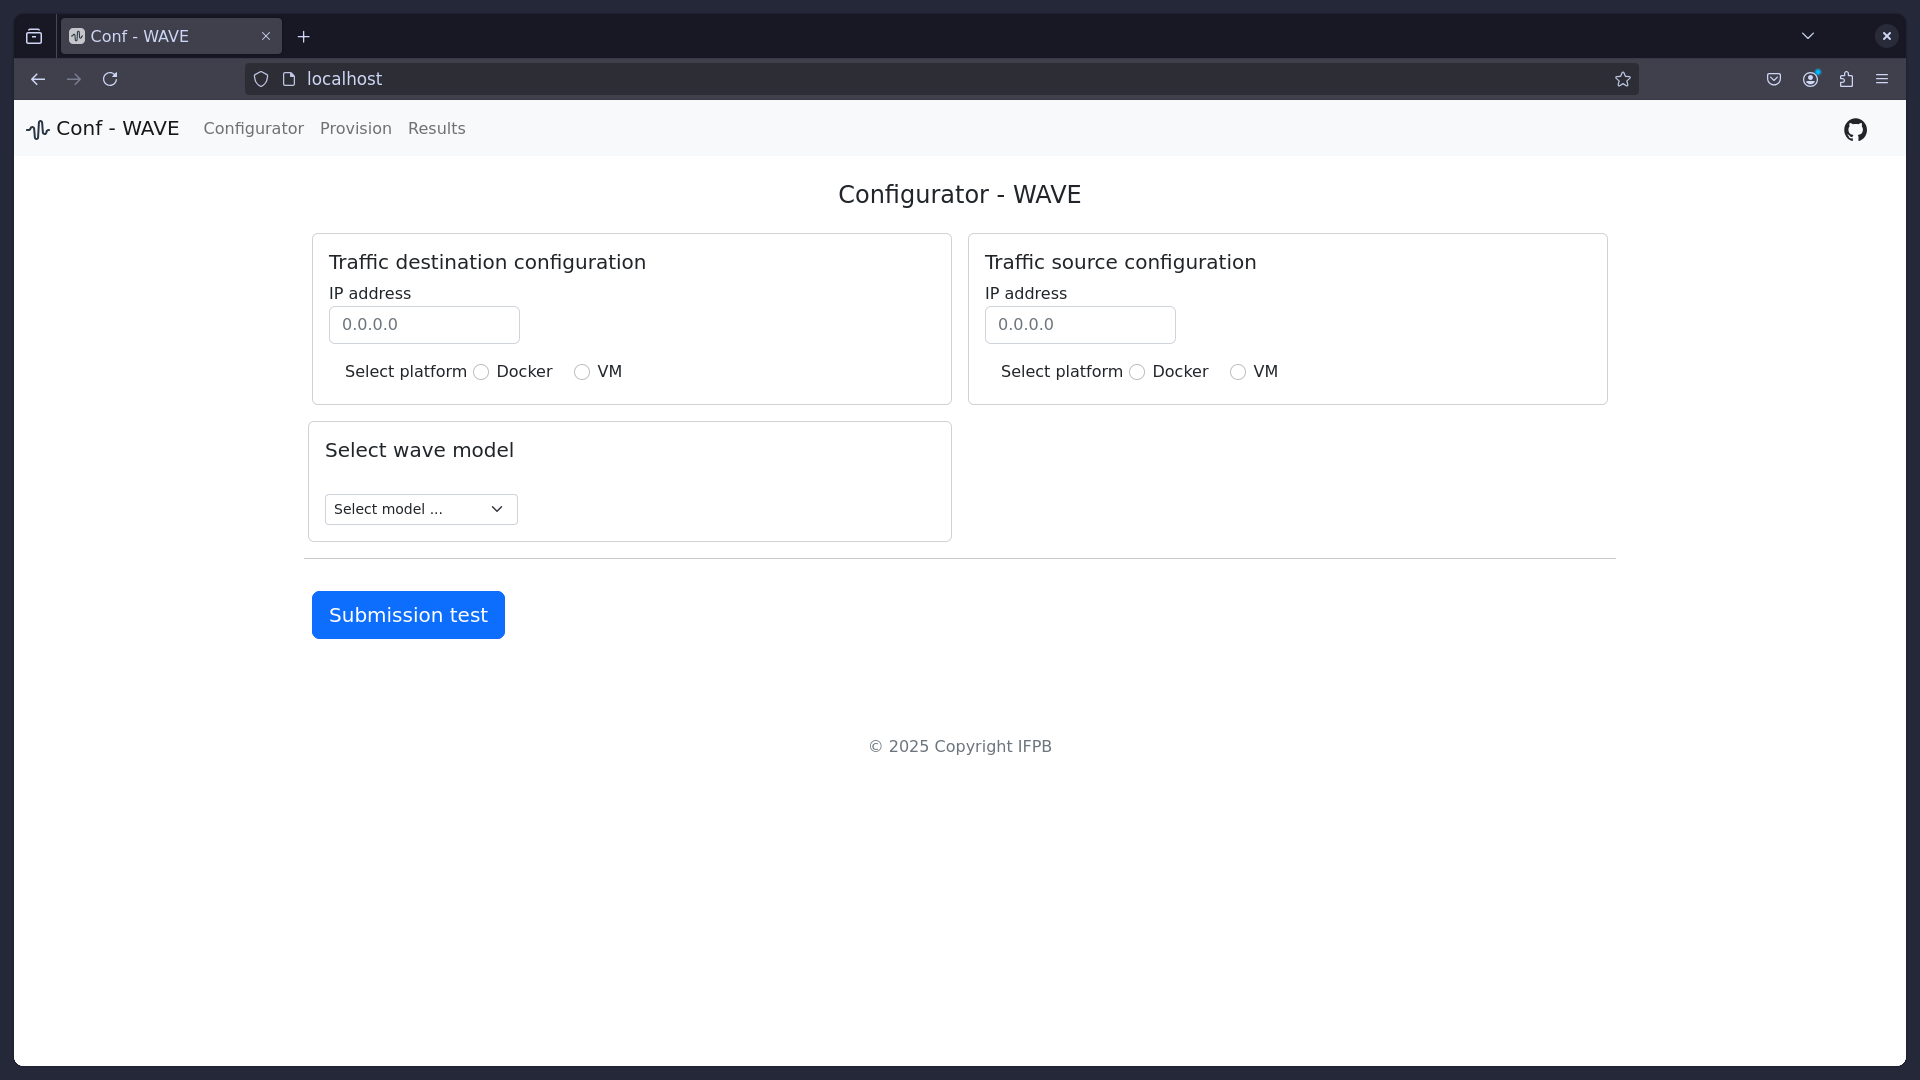 Conf - WAVE
localhost
Conf - WAVE Configurator Provision Results
Configurator - WAVE
Traffic destination configuration
IP address
0.0.0.0
Select platform Docker VM
Traffic source configuration
IP address
0.0.0.0
Select platform Docker VM
Select wave model
Select model ...
Submission test
© 2025 Copyright IFPB